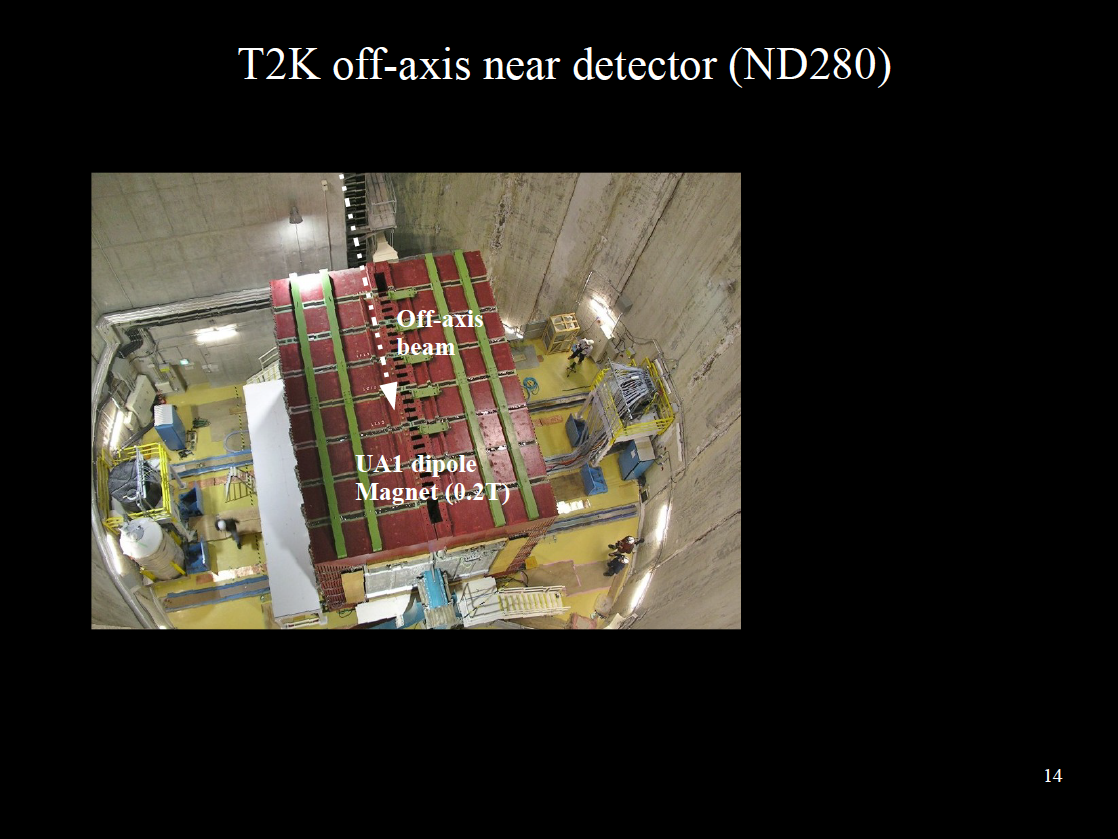 T2K off-axis near detector (ND280)
Off-axis
beam
UA1 dipole
Magnet (0.2T)
14